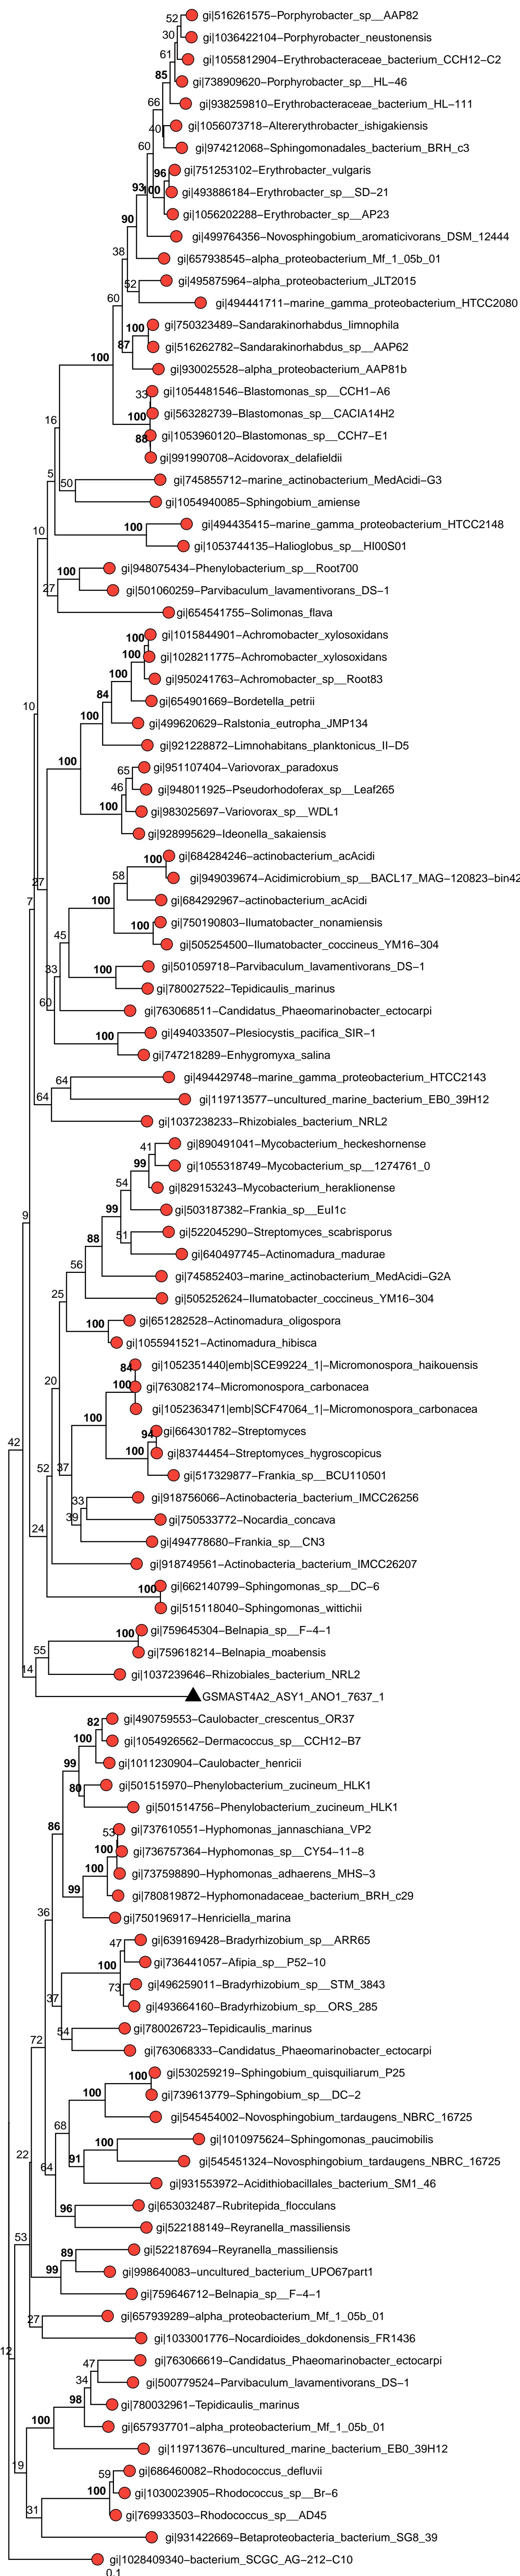 52
gi|516261575–Porphyrobacter_sp__AAP82
30
gi|1036422104–Porphyrobacter_neustonensis
61
gi|1055812904–Erythrobacteraceae_bacterium_CCH12–C2
85
gi|738909620–Porphyrobacter_sp__HL–46
66
gi|938259810–Erythrobacteraceae_bacterium_HL–111
40
gi|1056073718–Altererythrobacter_ishigakiensis
60
gi|974212068–Sphingomonadales_bacterium_BRH_c3
96
gi|751253102–Erythrobacter_vulgaris
93
100
gi|493886184–Erythrobacter_sp__SD–21
gi|1056202288–Erythrobacter_sp__AP23
90
gi|499764356–Novosphingobium_aromaticivorans_DSM_12444
38
gi|657938545–alpha_proteobacterium_Mf_1_05b_01
52
gi|495875964–alpha_proteobacterium_JLT2015
60
gi|494441711–marine_gamma_proteobacterium_HTCC2080
100
gi|750323489–Sandarakinorhabdus_limnophila
87
gi|516262782–Sandarakinorhabdus_sp__AAP62
100
gi|930025528–alpha_proteobacterium_AAP81b
33
gi|1054481546–Blastomonas_sp__CCH1–A6
100
gi|563282739–Blastomonas_sp__CACIA14H2
16
88
gi|1053960120–Blastomonas_sp__CCH7–E1
gi|991990708–Acidovorax_delafieldii
5
50
gi|745855712–marine_actinobacterium_MedAcidi–G3
gi|1054940085–Sphingobium_amiense
10
100
gi|494435415–marine_gamma_proteobacterium_HTCC2148
gi|1053744135–Halioglobus_sp__HI00S01
100
gi|948075434–Phenylobacterium_sp__Root700
27
gi|501060259–Parvibaculum_lavamentivorans_DS–1
gi|654541755–Solimonas_flava
100
gi|1015844901–Achromobacter_xylosoxidans
100
gi|1028211775–Achromobacter_xylosoxidans
100
gi|950241763–Achromobacter_sp__Root83
84
gi|654901669–Bordetella_petrii
10
100
gi|499620629–Ralstonia_eutropha_JMP134
gi|921228872–Limnohabitans_planktonicus_II–D5
100
65
gi|951107404–Variovorax_paradoxus
46
gi|948011925–Pseudorhodoferax_sp__Leaf265
100
gi|983025697–Variovorax_sp__WDL1
gi|928995629–Ideonella_sakaiensis
100
gi|684284246–actinobacterium_acAcidi
27
58
gi|949039674–Acidimicrobium_sp__BACL17_MAG–120823–bin42
7
100
gi|684292967–actinobacterium_acAcidi
100
gi|750190803–Ilumatobacter_nonamiensis
45
gi|505254500–Ilumatobacter_coccineus_YM16–304
33
100
gi|501059718–Parvibaculum_lavamentivorans_DS–1
gi|780027522–Tepidicaulis_marinus
60
gi|763068511–Candidatus_Phaeomarinobacter_ectocarpi
100
gi|494033507–Plesiocystis_pacifica_SIR–1
gi|747218289–Enhygromyxa_salina
64
gi|494429748–marine_gamma_proteobacterium_HTCC2143
64
gi|119713577–uncultured_marine_bacterium_EB0_39H12
gi|1037238233–Rhizobiales_bacterium_NRL2
41
gi|890491041–Mycobacterium_heckeshornense
99
gi|1055318749–Mycobacterium_sp__1274761_0
54
gi|829153243–Mycobacterium_heraklionense
99
gi|503187382–Frankia_sp__EuI1c
9
51
gi|522045290–Streptomyces_scabrisporus
88
gi|640497745–Actinomadura_madurae
56
gi|745852403–marine_actinobacterium_MedAcidi–G2A
25
gi|505252624–Ilumatobacter_coccineus_YM16–304
100
gi|651282528–Actinomadura_oligospora
gi|1055941521–Actinomadura_hibisca
84
gi|1052351440|emb|SCE99224_1|–Micromonospora_haikouensis
20
100
gi|763082174–Micromonospora_carbonacea
gi|1052363471|emb|SCF47064_1|–Micromonospora_carbonacea
100
94
gi|664301782–Streptomyces
42
100
gi|83744454–Streptomyces_hygroscopicus
52
37
gi|517329877–Frankia_sp__BCU110501
33
gi|918756066–Actinobacteria_bacterium_IMCC26256
39
gi|750533772–Nocardia_concava
24
gi|494778680–Frankia_sp__CN3
gi|918749561–Actinobacteria_bacterium_IMCC26207
100
gi|662140799–Sphingomonas_sp__DC–6
gi|515118040–Sphingomonas_wittichii
100
gi|759645304–Belnapia_sp__F–4–1
55
gi|759618214–Belnapia_moabensis
14
gi|1037239646–Rhizobiales_bacterium_NRL2
GSMAST4A2_ASY1_ANO1_7637_1
82
gi|490759553–Caulobacter_crescentus_OR37
100
gi|1054926562–Dermacoccus_sp__CCH12–B7
99
gi|1011230904–Caulobacter_henricii
80
gi|501515970–Phenylobacterium_zucineum_HLK1
gi|501514756–Phenylobacterium_zucineum_HLK1
86
53
gi|737610551–Hyphomonas_jannaschiana_VP2
100
gi|736757364–Hyphomonas_sp__CY54–11–8
100
gi|737598890–Hyphomonas_adhaerens_MHS–3
99
gi|780819872–Hyphomonadaceae_bacterium_BRH_c29
36
gi|750196917–Henriciella_marina
47
gi|639169428–Bradyrhizobium_sp__ARR65
100
gi|736441057–Afipia_sp__P52–10
73
gi|496259011–Bradyrhizobium_sp__STM_3843
37
gi|493664160–Bradyrhizobium_sp__ORS_285
54
gi|780026723–Tepidicaulis_marinus
72
gi|763068333–Candidatus_Phaeomarinobacter_ectocarpi
100
gi|530259219–Sphingobium_quisquiliarum_P25
100
gi|739613779–Sphingobium_sp__DC–2
gi|545454002–Novosphingobium_tardaugens_NBRC_16725
68
100
gi|1010975624–Sphingomonas_paucimobilis
22
91
gi|545451324–Novosphingobium_tardaugens_NBRC_16725
64
gi|931553972–Acidithiobacillales_bacterium_SM1_46
96
gi|653032487–Rubritepida_flocculans
gi|522188149–Reyranella_massiliensis
53
89
gi|522187694–Reyranella_massiliensis
99
gi|998640083–uncultured_bacterium_UPO67part1
gi|759646712–Belnapia_sp__F–4–1
27
gi|657939289–alpha_proteobacterium_Mf_1_05b_01
gi|1033001776–Nocardioides_dokdonensis_FR1436
12
47
gi|763066619–Candidatus_Phaeomarinobacter_ectocarpi
34
gi|500779524–Parvibaculum_lavamentivorans_DS–1
98
gi|780032961–Tepidicaulis_marinus
100
gi|657937701–alpha_proteobacterium_Mf_1_05b_01
gi|119713676–uncultured_marine_bacterium_EB0_39H12
19
59
gi|686460082–Rhodococcus_defluvii
100
gi|1030023905–Rhodococcus_sp__Br–6
31
gi|769933503–Rhodococcus_sp__AD45
gi|931422669–Betaproteobacteria_bacterium_SG8_39
gi|1028409340–bacterium_SCGC_AG–212–C10
0.1